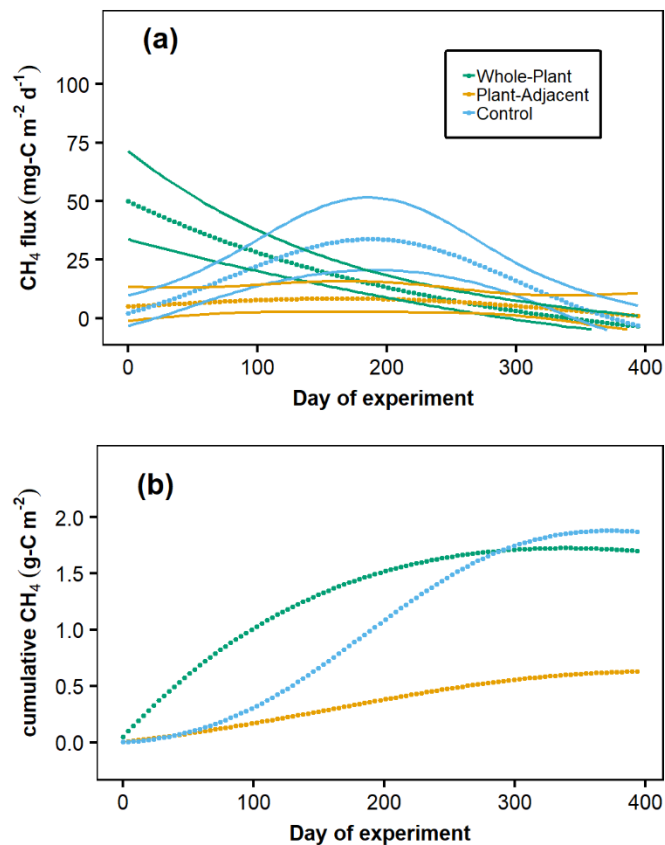 (a)
Whole-Plant
Plant-Adjacent
Control
CH₄ flux (mg-C m⁻² d⁻¹)
100
75
50
25
0
0 100 200 300 400
Day of experiment
(b)
cumulative CH₄ (g-C m⁻²)
2.0
1.5
1.0
0.5
0.0
0 100 200 300 400
Day of experiment